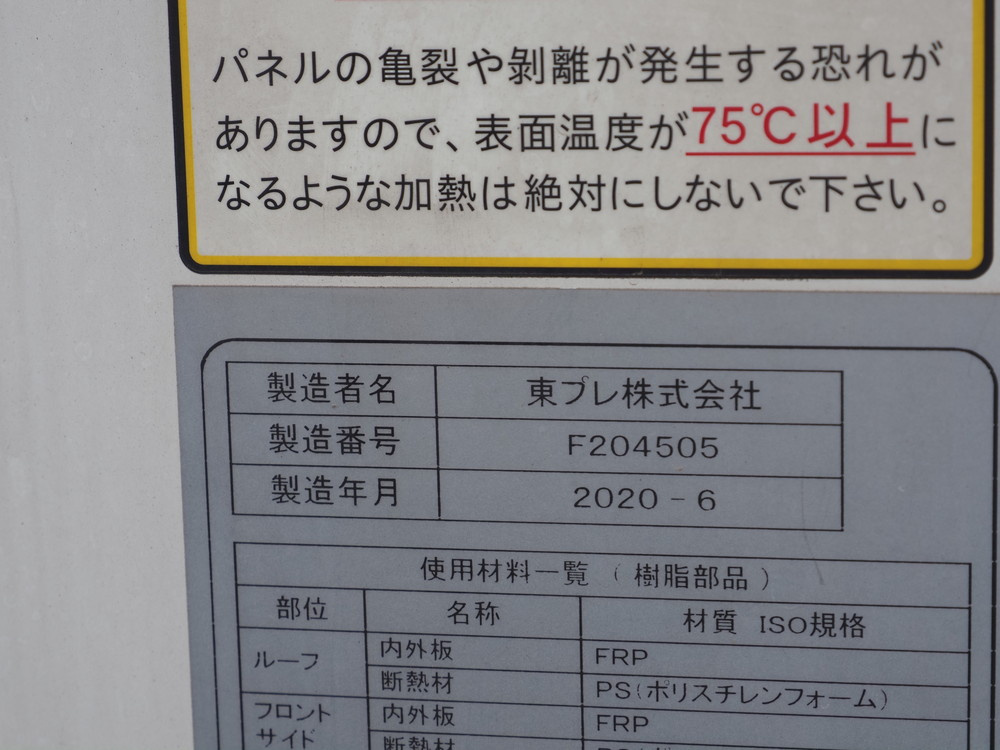 パネルの亀裂や剝離が発生する恐れが
ありますので、表面温度が75℃以上に
なるような加熱は絶対にしないで下さい。
製造者名 東プレ株式会社
製造番号 F204505
製造年月 2020-6
使用材料一覧 (樹脂部品)
部位 名称 材質 ISO規格
ルーフ 内外板 FRP
断熱材 PS(ポリスチレンフォーム)
フロント 内外板 FRP
サイド 断熱材